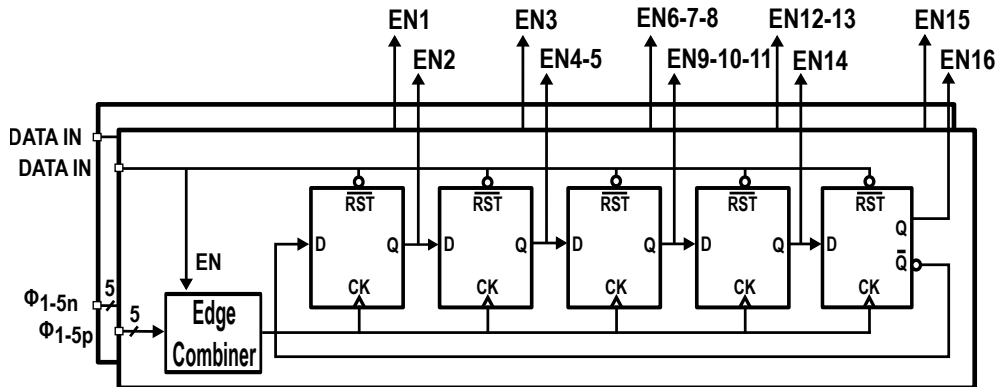 EN1 EN3 EN6-7-8 EN12-13 EN15
EN2 EN4-5 EN9-10-11 EN14 EN16
DATA IN
DATA IN
RST RST RST RST RST
Q
D Q D Q D Q D Q D
Q
EN
CK CK CK CK CK
Φ1-5n 5
Φ1-5p 5
Edge
Combiner